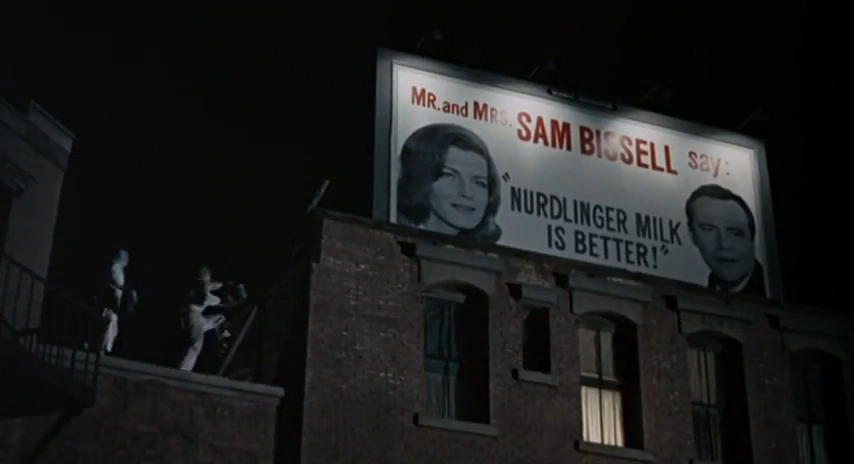 MR. and MRS. SAM BISSELL say:
"NURDLINGER MILK
IS BETTER!"